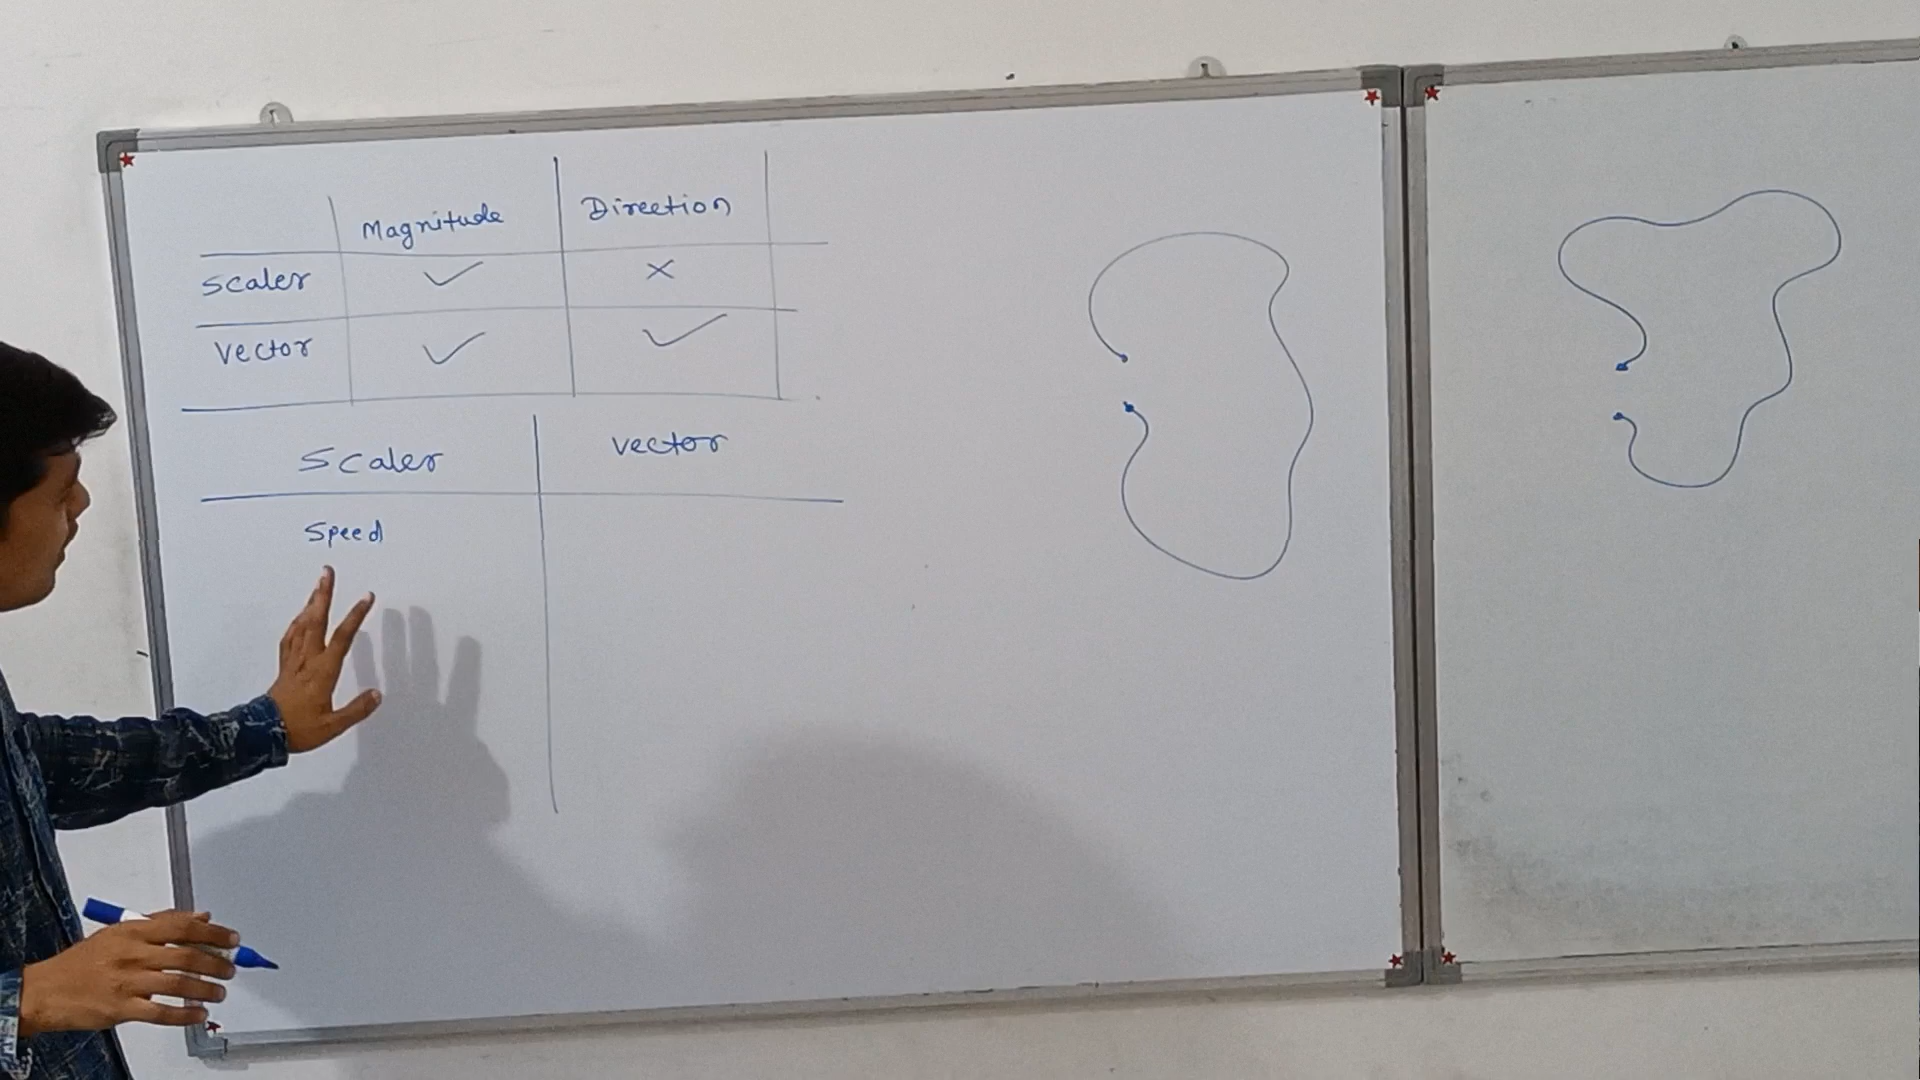 Magnitude Direction
Scaler ✓ ×
Vector ✓ ✓
Scaler Vector
Speed